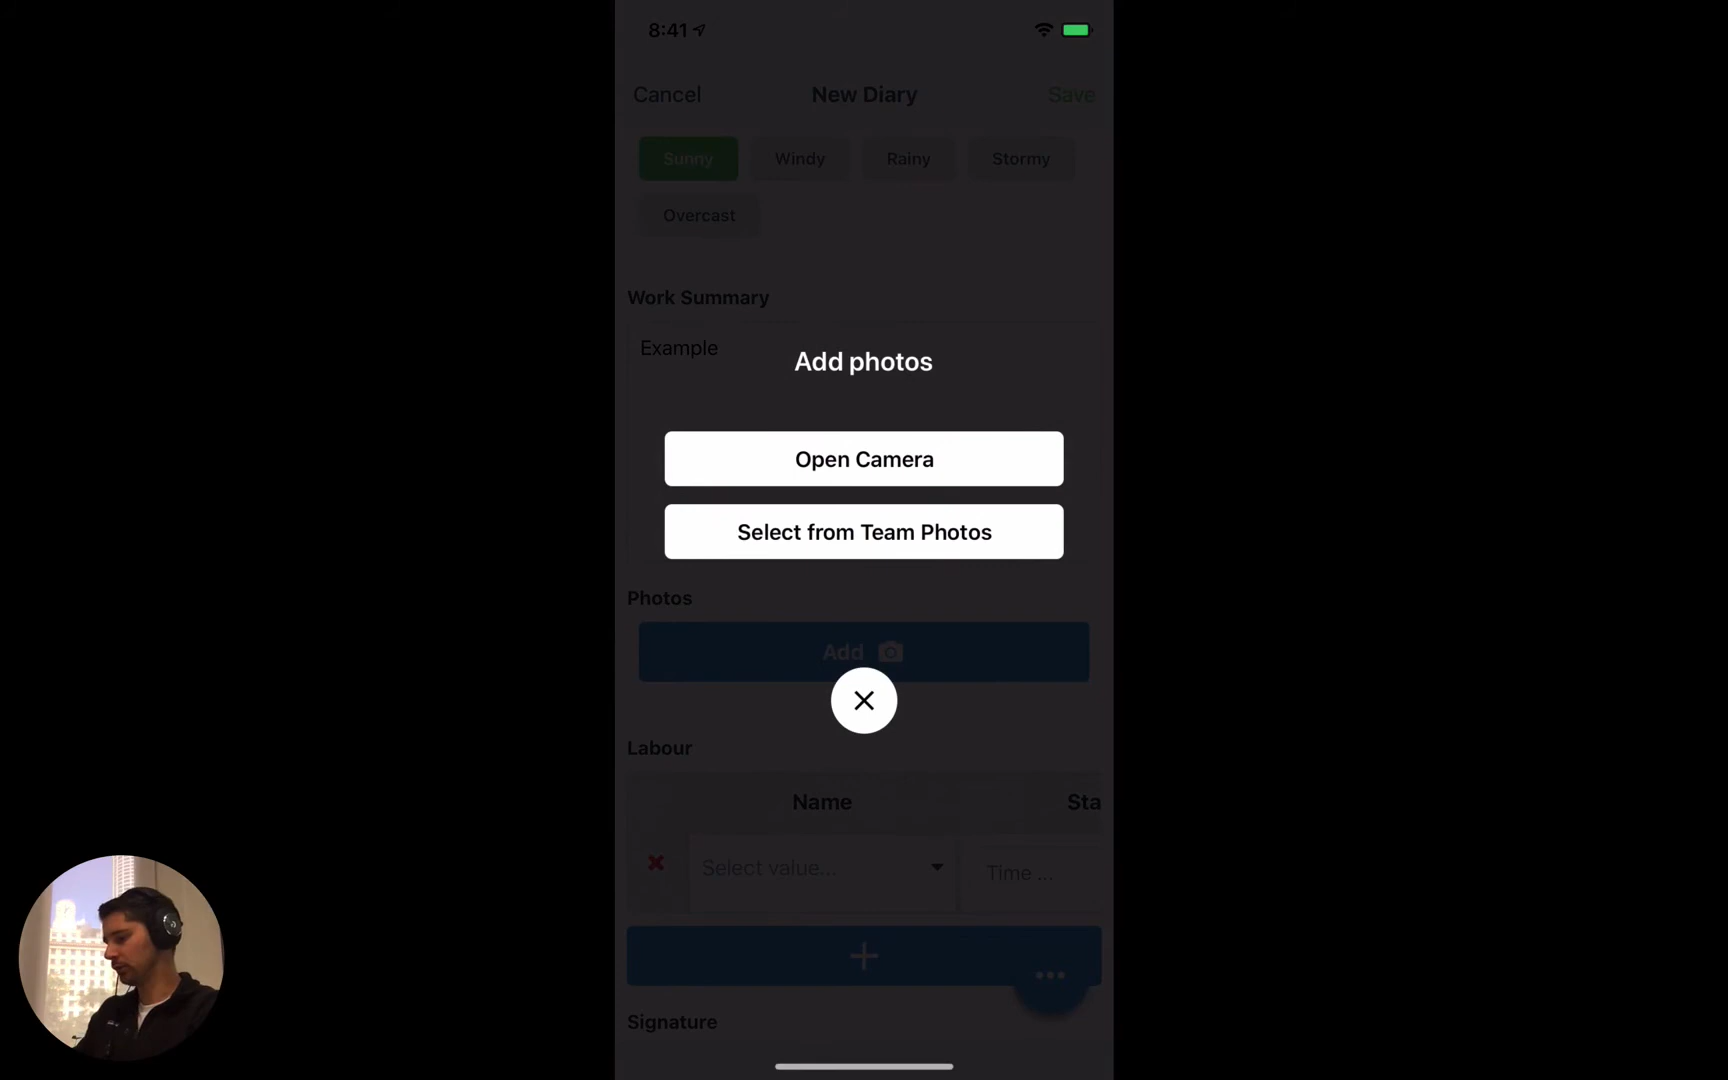 8:41
Cancel New Diary Save
Sunny Windy Rainy Stormy
Overcast
Work Summary
Example
Add photos
Open Camera
Select from Team Photos
Photos
Add
Labour
Name Sta
Select value... Time ...
Signature